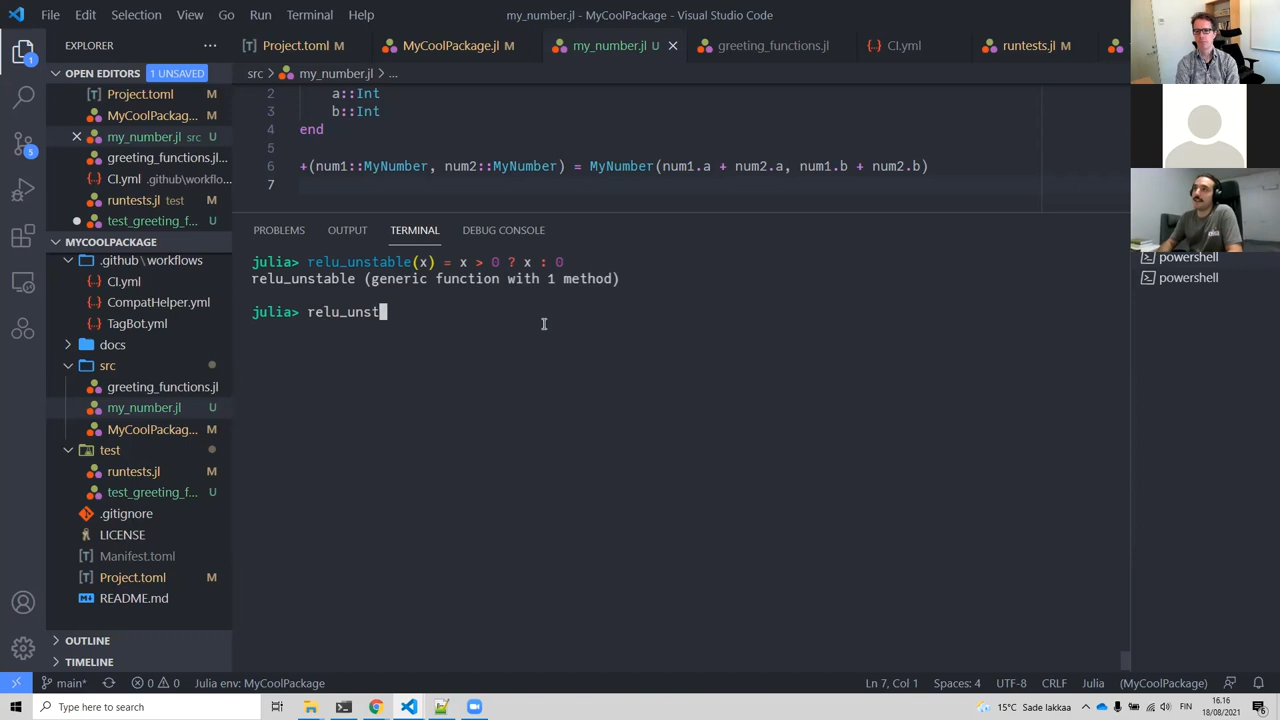 File Edit Selection View Go Run Terminal Help
my_number.jl - MyCoolPackage - Visual Studio Code
EXPLORER
Project.toml M
MyCoolPackage.jl M
my_number.jl U
greeting_functions.jl
CI.yml
runtests.jl M
OPEN EDITORS 1 UNSAVED
Project.toml M
MyCoolPackag... M
my_number.jl src U
greeting_functions.jl...
CI.yml .github\workflo...
runtests.jl test M
test_greeting_f... U
MYCOOLPACKAGE
.github\workflows
CI.yml
CompatHelper.yml
TagBot.yml
docs
src
greeting_functions.jl
my_number.jl U
MyCoolPackag... M
test
runtests.jl M
test_greeting_f... U
.gitignore
LICENSE
Manifest.toml
Project.toml M
README.md
OUTLINE
TIMELINE
src > my_number.jl > ...
2 a::Int
3 b::Int
4 end
5
6 +(num1::MyNumber, num2::MyNumber) = MyNumber(num1.a + num2.a, num1.b + num2.b)
7
PROBLEMS OUTPUT TERMINAL DEBUG CONSOLE
julia> relu_unstable(x) = x > 0 ? x : 0
relu_unstable (generic function with 1 method)
julia> relu_unst
powershell
powershell
1
5
main* 0 0 Julia env: MyCoolPackage
Ln 7, Col 1 Spaces: 4 UTF-8 CRLF Julia (MyCoolPackage)
Type here to search
15°C Sade lakkaa
FIN
16.16
18/08/2021
6